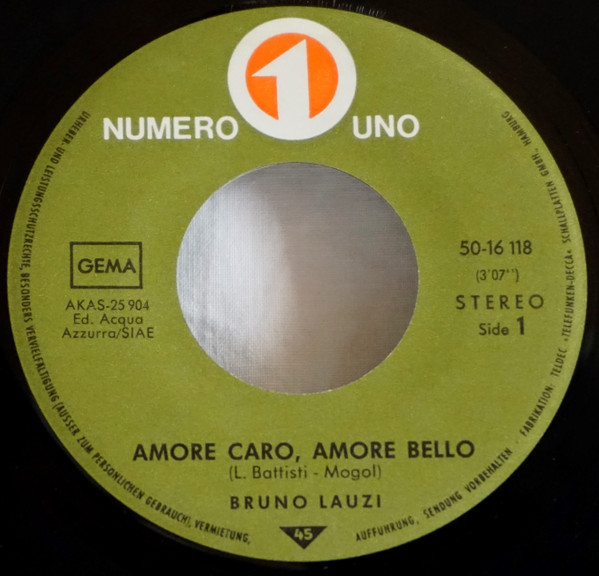 1
NUMERO UNO
GEMA
AKAS-25 904
Ed. Acqua
Azzurra/SIAE
50-16 118
(3'07'')
STEREO
Side 1
AMORE CARO, AMORE BELLO
(L. Battisti - Mogol)
BRUNO LAUZI
45
URHEBER- UND LEISTUNGSSCHUTZRECHTE, BESONDERS VERVIELFÄLTIGUNG (AUSSER ZUM PERSÖNLICHEN GEBRAUCH), VERMIETUNG,
AUFFÜHRUNG, SENDUNG VORBEHALTEN · FABRIKATION: TELDEC »TELEFUNKEN-DECCA« SCHALLPLATTEN GMBH, HAMBURG